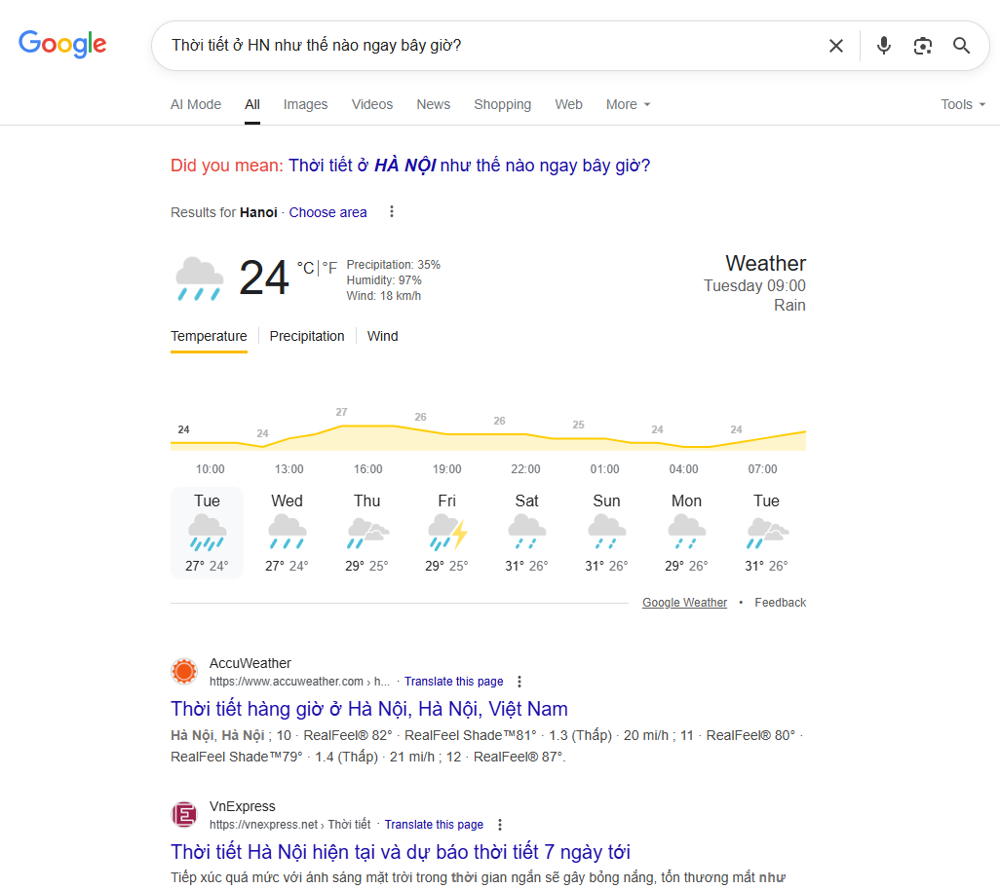 Google
Thời tiết ở HN như thế nào ngay bây giờ?
AI Mode All Images Videos News Shopping Web More Tools
Did you mean: Thời tiết ở HÀ NỘI như thế nào ngay bây giờ?
Results for Hanoi · Choose area
24 °C | °F
Precipitation: 35%
Humidity: 97%
Wind: 18 km/h
Weather
Tuesday 09:00
Rain
Temperature Precipitation Wind
24 24 27 26 26 25 24 24
10:00 13:00 16:00 19:00 22:00 01:00 04:00 07:00
Tue Wed Thu Fri Sat Sun Mon Tue
27° 24° 27° 24° 29° 25° 29° 25° 31° 26° 31° 26° 29° 26° 31° 26°
Google Weather • Feedback
AccuWeather
https://www.accuweather.com › h... · Translate this page
Thời tiết hàng giờ ở Hà Nội, Hà Nội, Việt Nam
Hà Nội, Hà Nội ; 10 · RealFeel® 82° · RealFeel Shade™81° · 1.3 (Thấp) · 20 mi/h ; 11 · RealFeel® 80° ·
RealFeel Shade™79° · 1.4 (Thấp) · 21 mi/h ; 12 · RealFeel® 87°.
VnExpress
https://vnexpress.net › Thời tiết · Translate this page
Thời tiết Hà Nội hiện tại và dự báo thời tiết 7 ngày tới
Tiếp xúc quá mức với ánh sáng mặt trời trong thời gian ngắn sẽ gây bỏng nắng, tổn thương mắt như